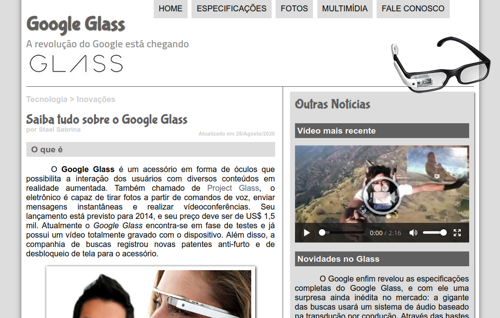 HOME ESPECIFICAÇÕES FOTOS MULTIMÍDIA FALE CONOSCO
Google Glass
A revolução do Google está chegando
GLASS
Tecnologia > Inovações
Saiba tudo sobre o Google Glass
por Stael Sabrina
Atualizado em 28/Agosto/2020
O que é
O Google Glass é um acessório em forma de óculos que
possibilita a interação dos usuários com diversos conteúdos em
realidade aumentada. Também chamado de Project Glass, o
eletrônico é capaz de tirar fotos a partir de comandos de voz, enviar
mensagens instantâneas e realizar vídeoconferências. Seu
lançamento está previsto para 2014, e seu preço deve ser de US$ 1,5
mil. Atualmente o Google Glass encontra-se em fase de testes e já
possui um vídeo totalmente gravado com o dispositivo. Além disso, a
companhia de buscas registrou novas patentes anti-furto e de
desbloqueio de tela para o acessório.
Outras Notícias
Video mais recente
0:00 / 2:16
Novidades no Glass
O Google enfim revelou as especificações
completas do Google Glass, e com ele uma
surpresa ainda inédita no mercado: a gigante
das buscas usará um sistema de áudio baseado
na transdução por condução. Através das hastes